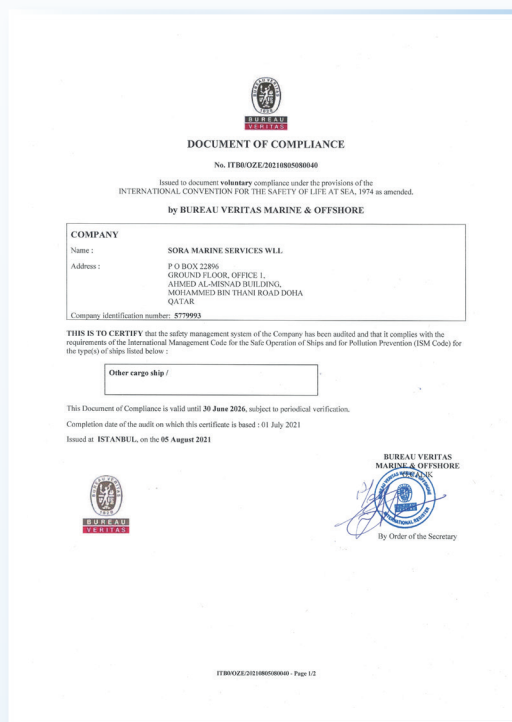 BUREAU
VERITAS
DOCUMENT OF COMPLIANCE
No. ITB0/OZE/20210805080040
Issued to document voluntary compliance under the provisions of the
INTERNATIONAL CONVENTION FOR THE SAFETY OF LIFE AT SEA, 1974 as amended.
by BUREAU VERITAS MARINE & OFFSHORE
COMPANY
Name : SORA MARINE SERVICES WLL
Address : P O BOX 22896
GROUND FLOOR, OFFICE 1,
AHMED AL-MISNAD BUILDING,
MOHAMMED BIN THANI ROAD DOHA
QATAR
Company identification number: 5779993
THIS IS TO CERTIFY that the safety management system of the Company has been audited and that it complies with the
requirements of the International Management Code for the Safe Operation of Ships and for Pollution Prevention (ISM Code) for
the type(s) of ships listed below :
Other cargo ship /
This Document of Compliance is valid until 30 June 2026, subject to periodical verification.
Completion date of the audit on which this certificate is based : 01 July 2021
Issued at ISTANBUL, on the 05 August 2021
BUREAU VERITAS
MARINE & OFFSHORE
BUREAU
VERITAS
By Order of the Secretary
ITB0/OZE/20210805080040 - Page 1/2